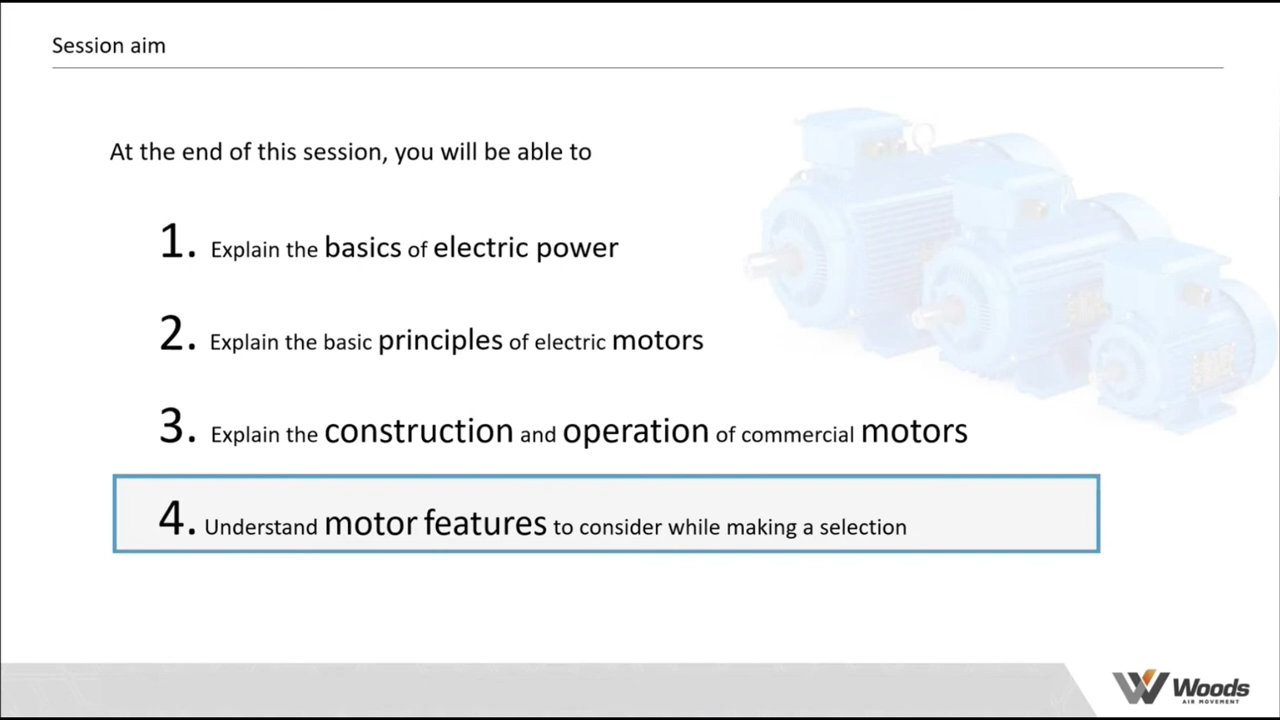 Session aim
At the end of this session, you will be able to
1. Explain the basics of electric power
2. Explain the basic principles of electric motors
3. Explain the construction and operation of commercial motors
4. Understand motor features to consider while making a selection
Woods
AIR MOVEMENT